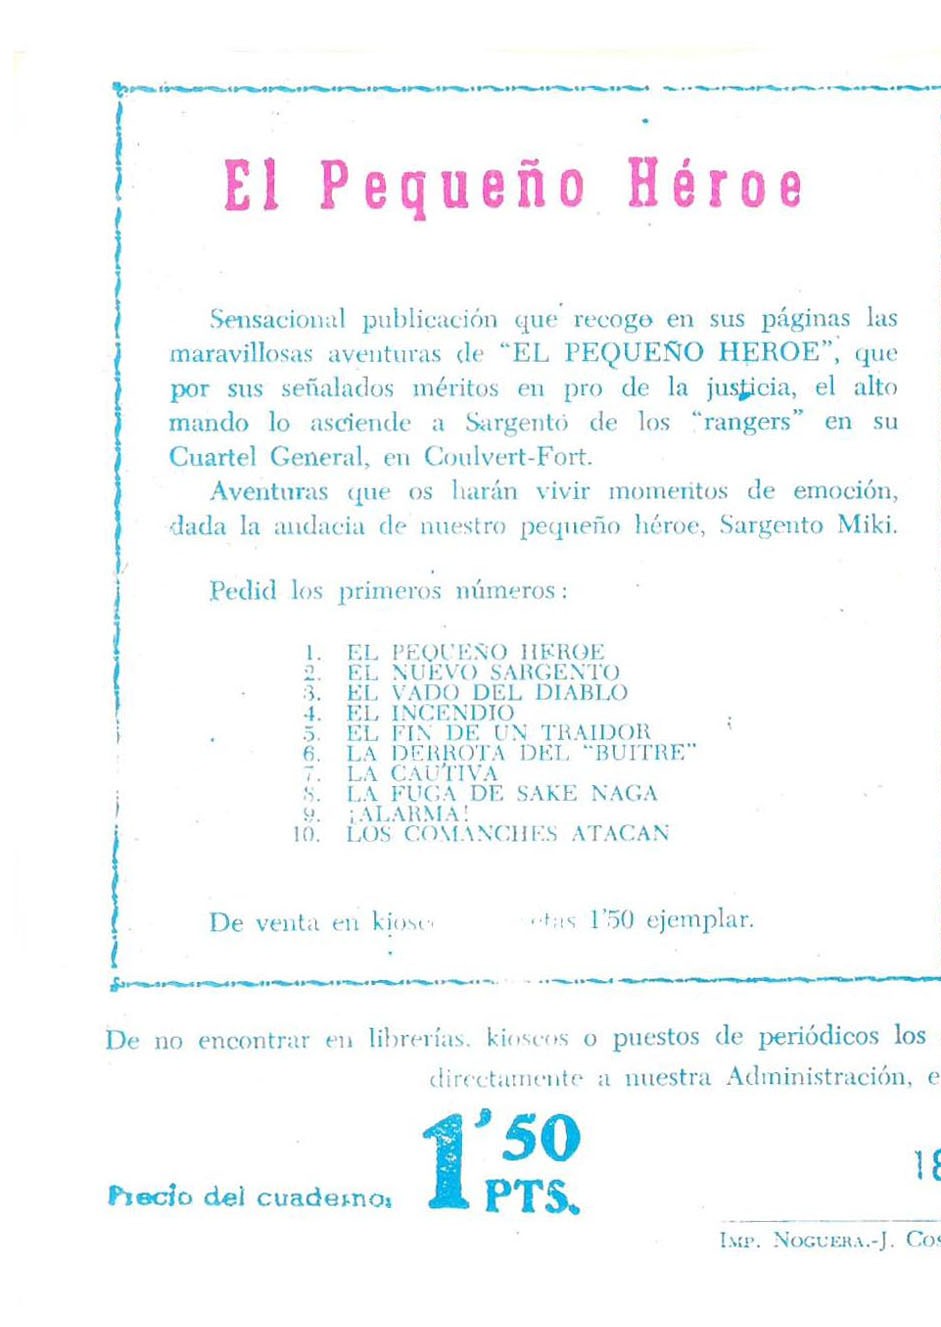 El Pequeño Héroe
Sensacional publicación que recoge en sus páginas las
maravillosas aventuras de “EL PEQUEÑO HEROE”, que
por sus señalados méritos en pro de la justicia, el alto
mando lo asciende a Sargento de los “rangers” en su
Cuartel General, en Coulvert-Fort.
Aventuras que os harán vivir momentos de emoción,
dada la audacia de nuestro pequeño héroe, Sargento Miki.
Pedid los primeros números:
1. EL PEQUEÑO HEROE
2. EL NUEVO SARGENTO
3. EL VADO DEL DIABLO
4. EL INCENDIO
5. EL FIN DE UN TRAIDOR
6. LA DERROTA DEL “BUITRE”
7. LA CAUTIVA
8. LA FUGA DE SAKE NAGA
9. ¡ALARMA!
10. LOS COMANCHES ATACAN
De venta en 1’50 ejemplar.
De no encontrar en librerías, kioscos o puestos de periódicos los
directamente a nuestra Administración,
1’50
Precio del cuaderno: PTS.
18
IMP. NOGUERA.-J.